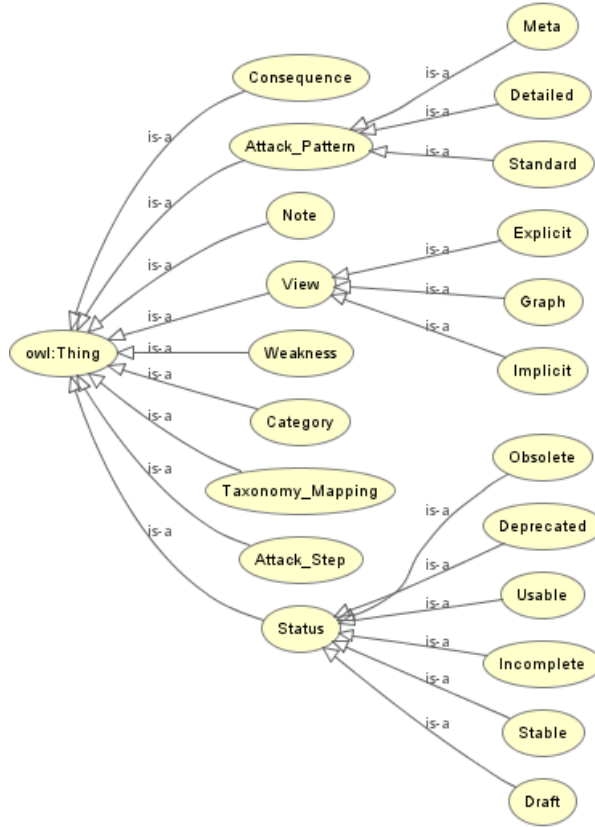 Meta
is-a
Consequence
Detailed
is-a
is-a
Attack_Pattern
is-a
Standard
is-a
Note
Explicit
is-a
is-a
View
is-a
Graph
is-a
owl:Thing
is-a
Weakness
is-a
Implicit
is-a
Category
is-a
Obsolete
Taxonomy_Mapping
is-a
is-a
Deprecated
is-a
Attack_Step
is-a
Usable
is-a
Status
is-a
Incomplete
is-a
Stable
is-a
Draft